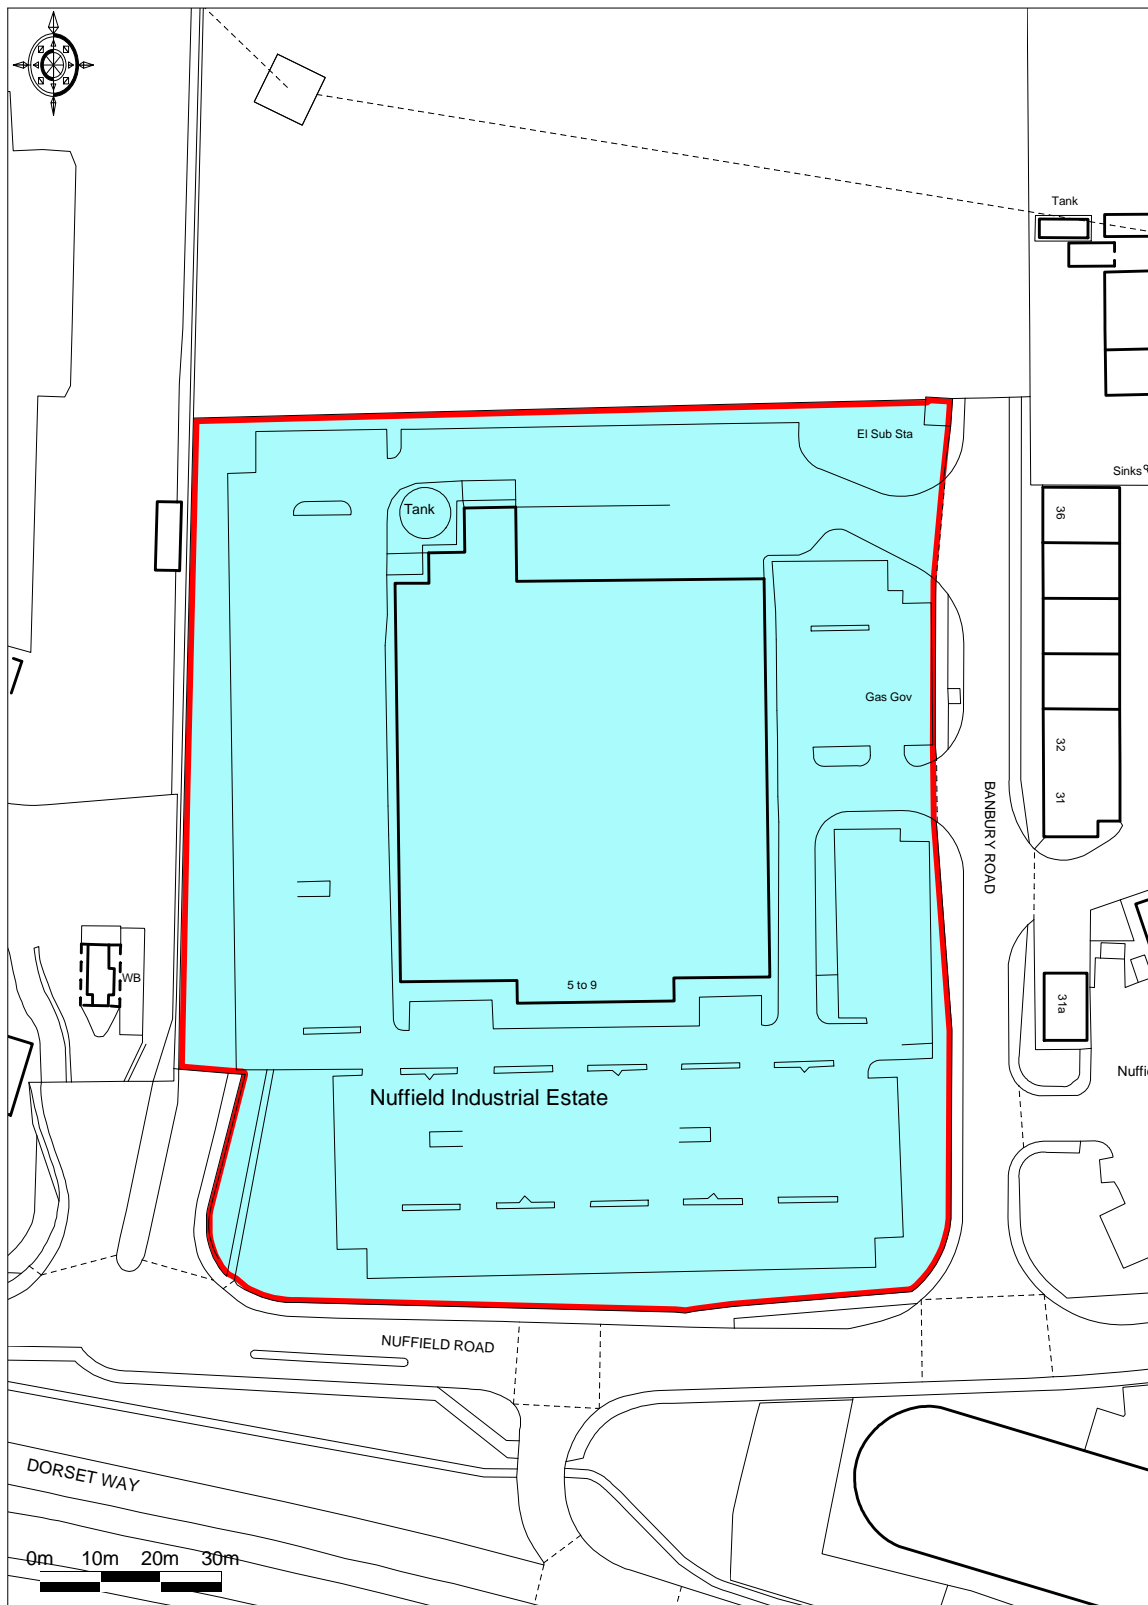 Tank
El Sub Sta
Sinks
Tank
36
Gas Gov
32
31
BANBURY ROAD
WB
5 to 9
31a
Nuffield Industrial Estate
NUFFIELD ROAD
DORSET WAY
0m 10m 20m 30m